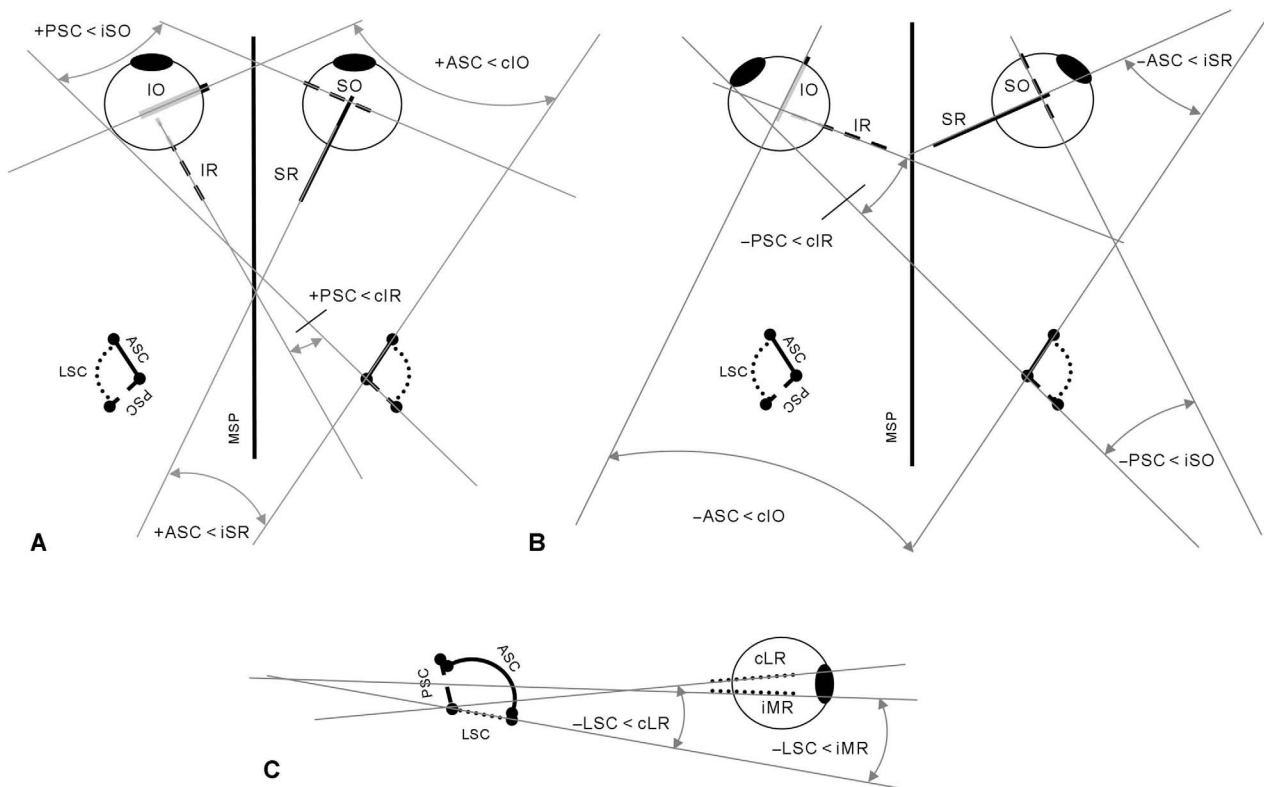 +PSC < iSO
+ASC < cIO
IO
SO
IR
SR
+PSC < cIR
ASC
LSC
PSC
MSP
+ASC < iSR
A
–ASC < iSR
IO
SO
SR
IR
–PSC < cIR
ASC
LSC
PSC
MSP
–PSC < iSO
–ASC < cIO
B
ASC
PSC
cLR
iMR
LSC
–LSC < cLR
–LSC < iMR
C